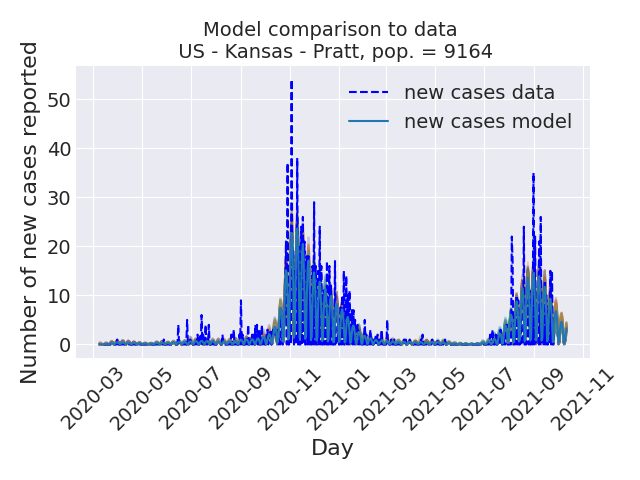 Model comparison to data
US - Kansas - Pratt, pop. = 9164
Number of new cases reported
50
40
30
20
10
0
new cases data
new cases model
2020-03
2020-05
2020-07
2020-09
2020-11
2021-01
2021-03
2021-05
2021-07
2021-09
2021-11
Day